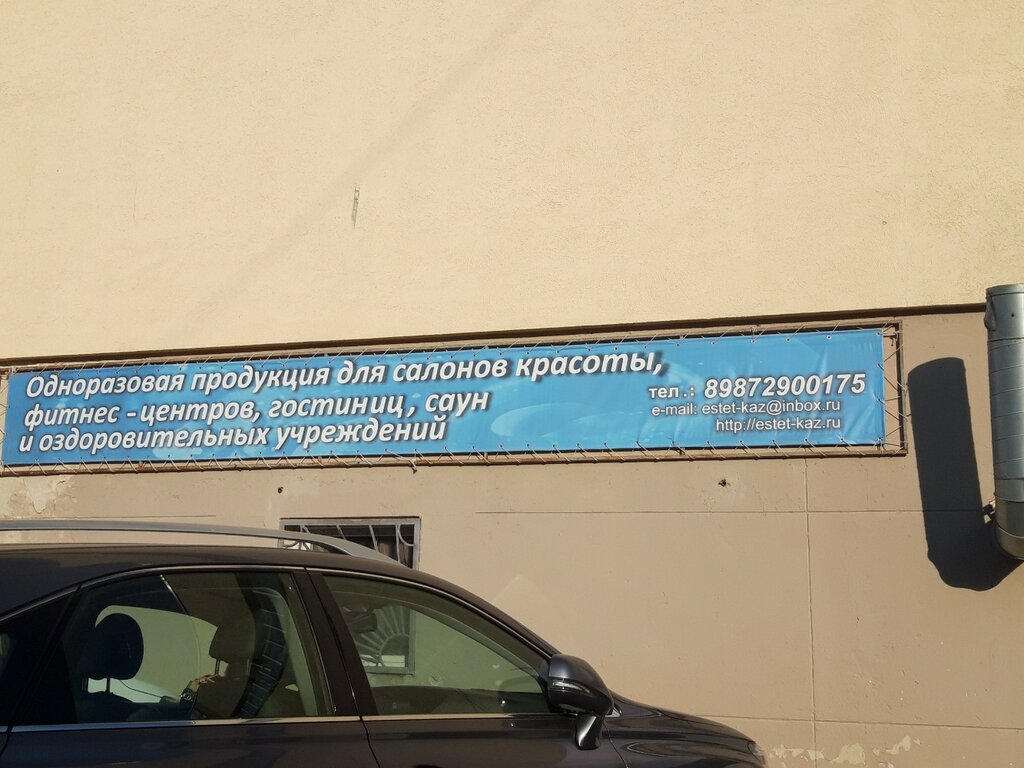 Одноразовая продукция для салонов красоты,
фитнес - центров, гостиниц, саун
и оздоровительных учреждений
тел.: 89872900175
e-mail: estet-kaz@inbox.ru
http://estet-kaz.ru